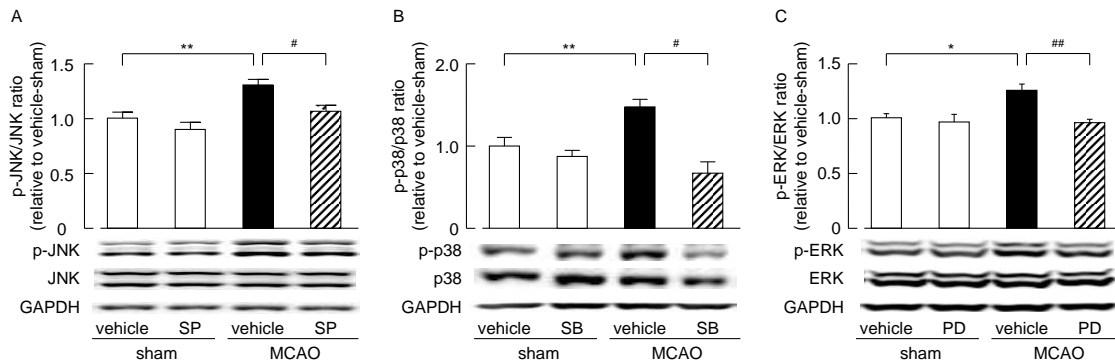 A
p-JNK/JNK ratio
(relative to vehicle-sham)
1.5
1.0
0.5
0
**
#
p-JNK
JNK
GAPDH
vehicle SP vehicle SP
sham MCAO
B
p-p38/p38 ratio
(relative to vehicle-sham)
2.0
1.0
0
**
#
p-p38
p38
GAPDH
vehicle SB vehicle SB
sham MCAO
C
p-ERK/ERK ratio
(relative to vehicle-sham)
1.5
1.0
0.5
0
*
##
p-ERK
ERK
GAPDH
vehicle PD vehicle PD
sham MCAO